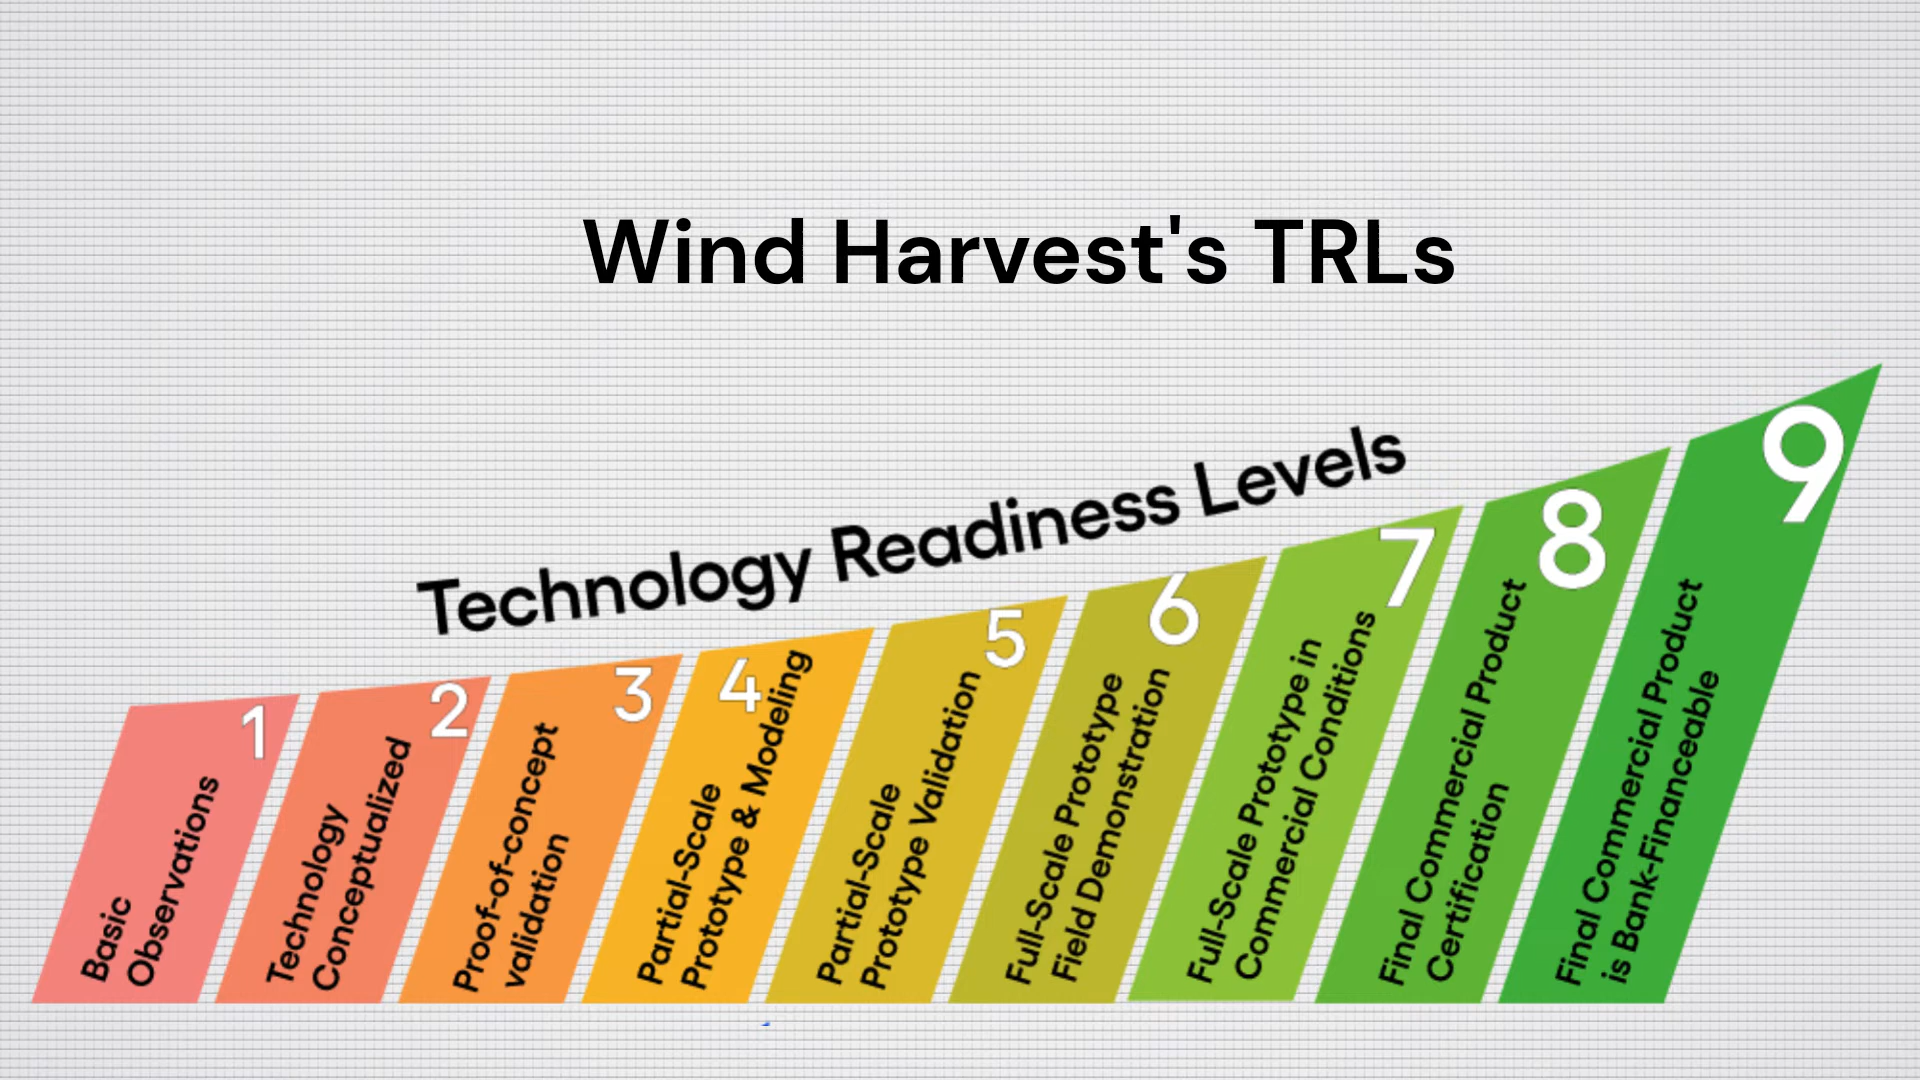 Wind Harvest's TRLs
Technology Readiness Levels
1
Basic
Observations
2
Technology
Conceptualized
3
Proof-of-concept
validation
4
Partial-Scale
Prototype & Modeling
5
Partial-Scale
Prototype Validation
6
Full-Scale Prototype
Field Demonstration
7
Full-Scale Prototype in
Commercial Conditions
8
Final Commercial Product
Certification
9
Final Commercial Product
is Bank-Financeable